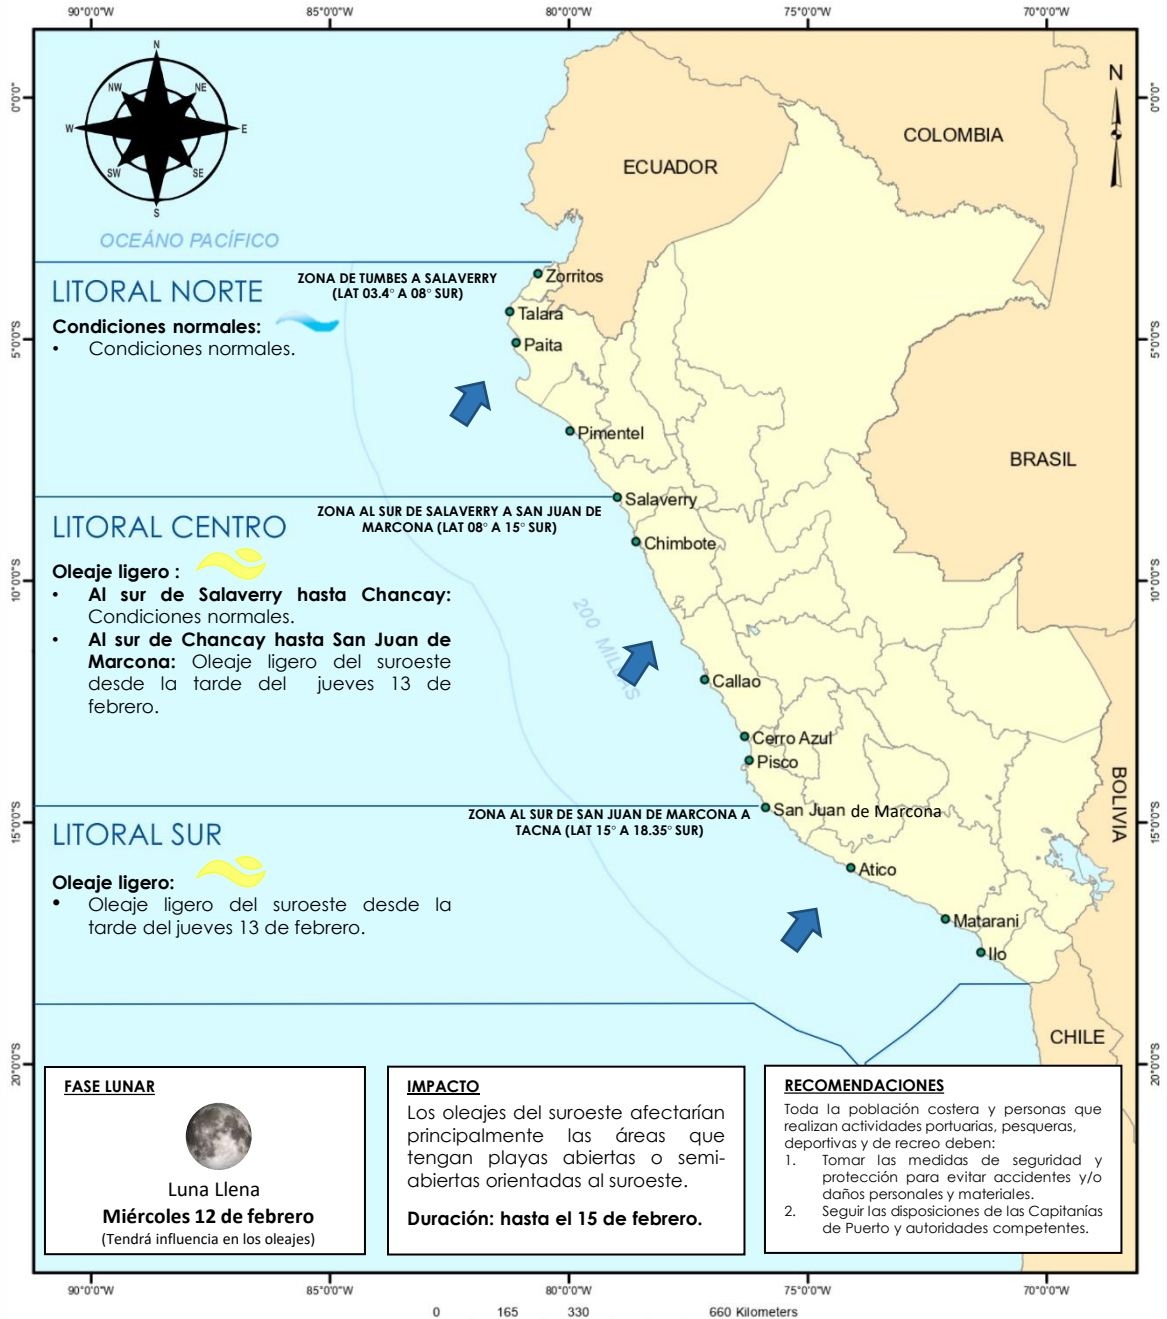 90°0'0"W
85°0'0"W
80°0'0"W
75°0'0"W
70°0'0"W
N
NW
NE
W
E
SW
SE
S
N
0°0'0"
0°0'0"
COLOMBIA
ECUADOR
OCEÁNO PACÍFICO
LITORAL NORTE
ZONA DE TUMBES A SALAVERRY
(LAT 03.4° A 08° SUR)
Zorritos
Talara
Paita
Condiciones normales:
• Condiciones normales.
5°0'0"S
5°0'0"S
Pimentel
BRASIL
Salaverry
LITORAL CENTRO
ZONA AL SUR DE SALAVERRY A SAN JUAN DE
MARCONA (LAT 08° A 15° SUR)
Chimbote
Oleaje ligero :
• Al sur de Salaverry hasta Chancay:
Condiciones normales.
• Al sur de Chancay hasta San Juan de
Marcona: Oleaje ligero del suroeste
desde la tarde del jueves 13 de
febrero.
10°0'0"S
10°0'0"S
200 MILLAS
Callao
Cerro Azul
Pisco
San Juan de Marcona
BOLIVIA
LITORAL SUR
ZONA AL SUR DE SAN JUAN DE MARCONA A
TACNA (LAT 15° A 18.35° SUR)
15°0'0"S
15°0'0"S
Atico
Oleaje ligero:
• Oleaje ligero del suroeste desde la
tarde del jueves 13 de febrero.
Matarani
Ilo
CHILE
20°0'0"S
20°0'0"S
FASE LUNAR
Luna Llena
Miércoles 12 de febrero
(Tendrá influencia en los oleajes)
IMPACTO
Los oleajes del suroeste afectarían
principalmente las áreas que
tengan playas abiertas o semi-
abiertas orientadas al suroeste.
Duración: hasta el 15 de febrero.
RECOMENDACIONES
Toda la población costera y personas que
realizan actividades portuarias, pesqueras,
deportivas y de recreo deben:
1. Tomar las medidas de seguridad y
protección para evitar accidentes y/o
daños personales y materiales.
2. Seguir las disposiciones de las Capitanías
de Puerto y autoridades competentes.
90°0'0"W
85°0'0"W
80°0'0"W
75°0'0"W
70°0'0"W
0 165 330 660 Kilometers